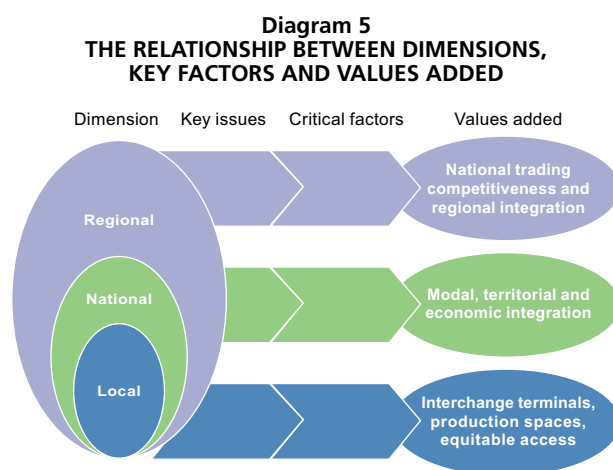 Diagram 5
THE RELATIONSHIP BETWEEN DIMENSIONS,
KEY FACTORS AND VALUES ADDED
Dimension Key issues Critical factors Values added
Regional
National trading
competitiveness and
regional integration
National
Modal, territorial and
economic integration
Local
Interchange terminals,
production spaces,
equitable access